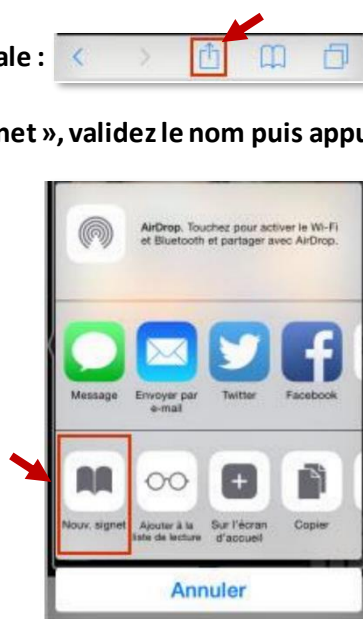 ale :
net », validez le nom puis appu
AirDrop. Touchez pour activer le Wi-Fi
et Bluetooth et partager avec AirDrop.
Message Envoyer par Twitter Facebook
e-mail
Nouv. signet Ajouter à la Sur l'écran Copier
liste de lecture d'accueil
Annuler